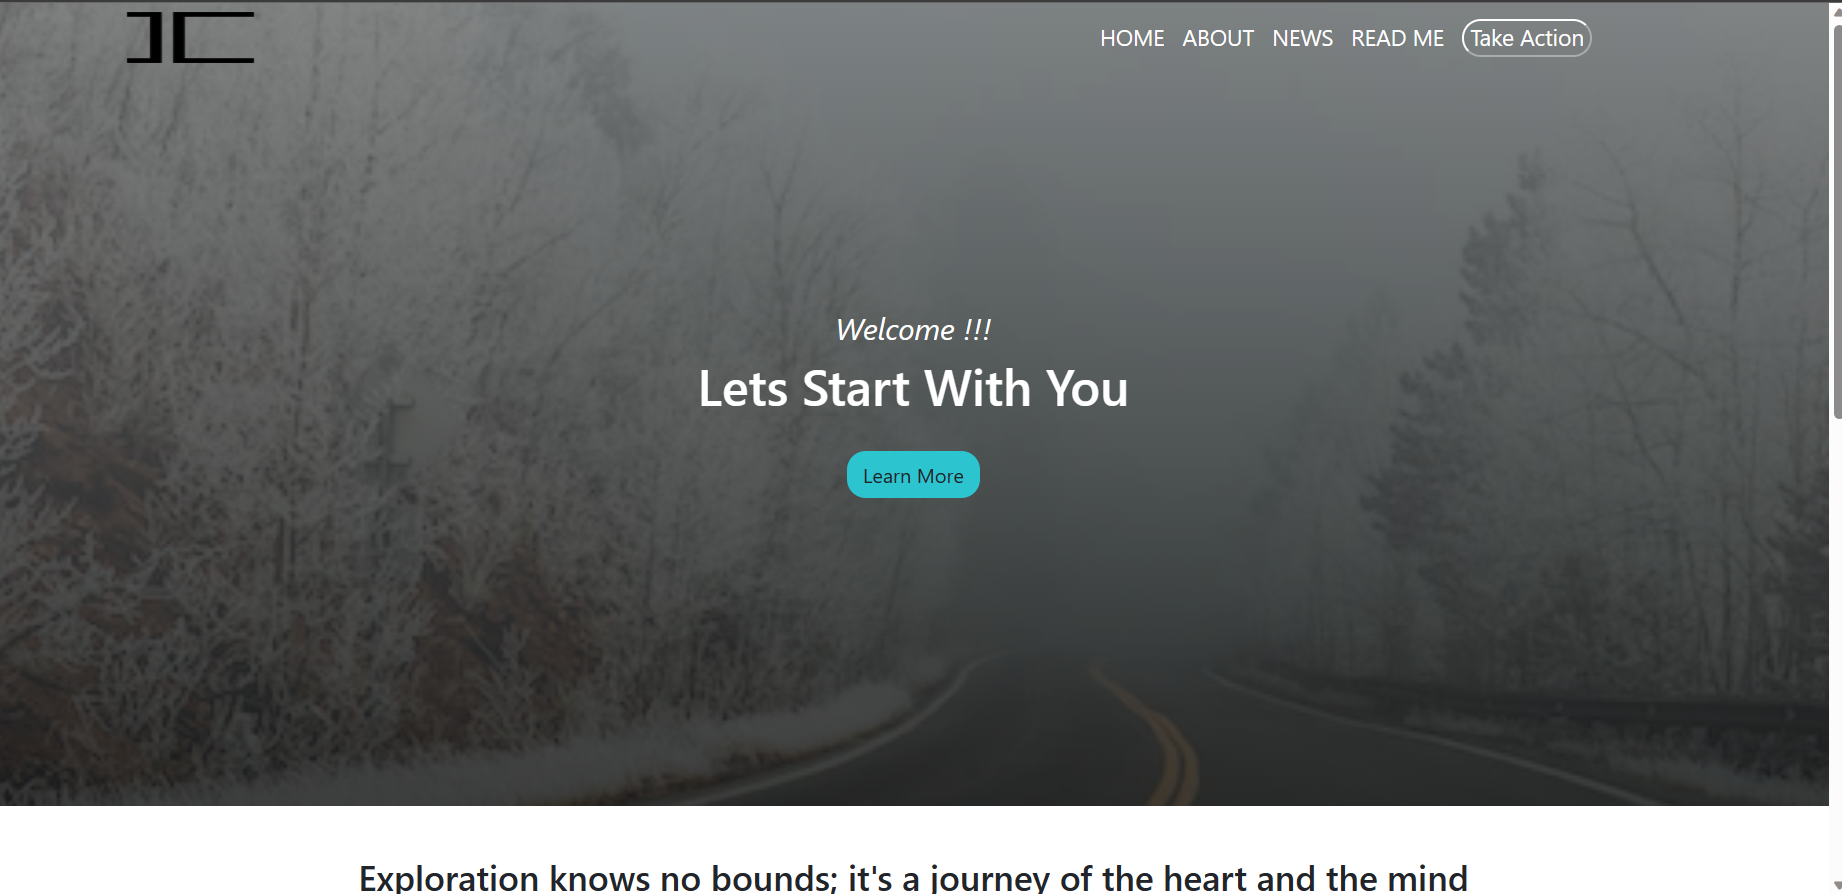 HOME ABOUT NEWS READ ME Take Action
Welcome !!!
Lets Start With You
Learn More
Exploration knows no bounds; it's a journey of the heart and the mind